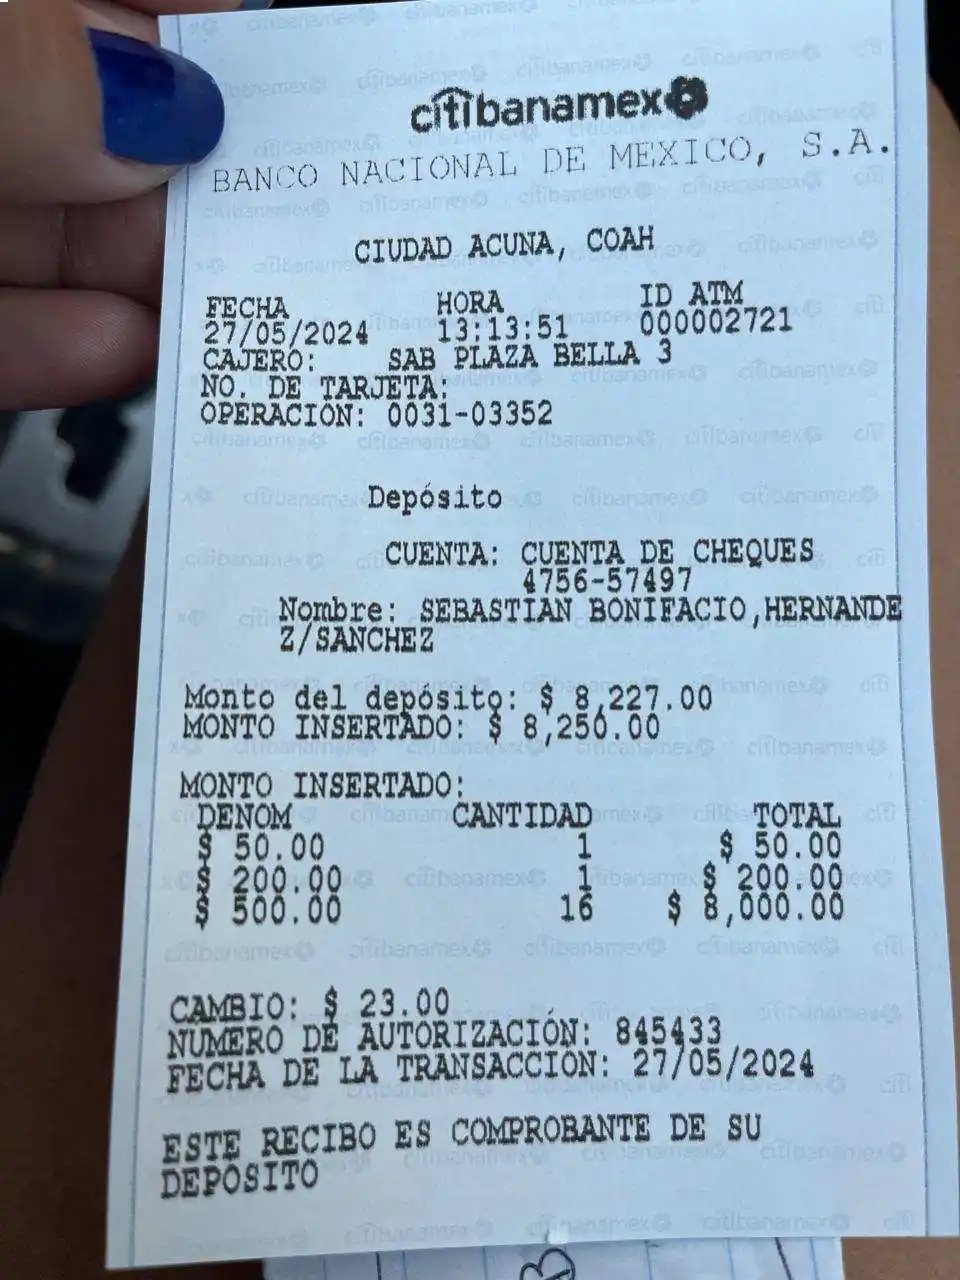 citibanamex
BANCO NACIONAL DE MEXICO, S.A.
CIUDAD ACUNA, COAH
FECHA HORA ID ATM
27/05/2024 13:13:51 000002721
CAJERO: SAB PLAZA BELLA 3
NO. DE TARJETA:
OPERACION: 0031-03352
Depósito
CUENTA: CUENTA DE CHEQUES
4756-57497
Nombre: SEBASTIAN BONIFACIO,HERNANDE
Z/SANCHEZ
Monto del depósito: $ 8,227.00
MONTO INSERTADO: $ 8,250.00
MONTO INSERTADO:
DENOM CANTIDAD TOTAL
$ 50.00 1 $ 50.00
$ 200.00 1 $ 200.00
$ 500.00 16 $ 8,000.00
CAMBIO: $ 23.00
NUMERO DE AUTORIZACIÓN: 845433
FECHA DE LA TRANSACCIÓN: 27/05/2024
ESTE RECIBO ES COMPROBANTE DE SU
DEPÓSITO